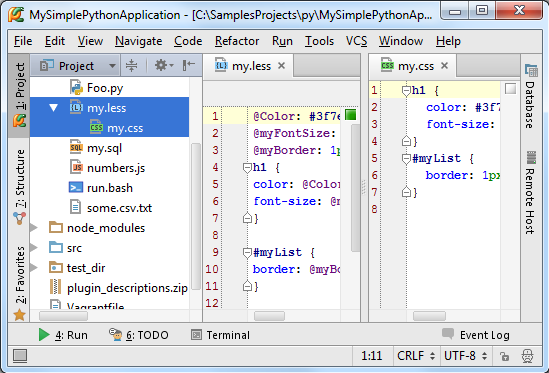 MySimplePythonApplication - [C:\SamplesProjects\py\MySimplePythonAp...
File Edit View Navigate Code Refactor Run Tools VCS Window Help
1: Project
7: Structure
2: Favorites
Project
Foo.py
my.less
my.css
my.sql
numbers.js
run.bash
some.csv.txt
node_modules
src
test_dir
plugin_descriptions.zip
Vagrantfile
my.less
1 @Color: #3f7e
2 @myFontSize:
3 @myBorder: 1p
4 h1 {
5 color: @Color
6 font-size: @m
7 }
8
9 #myList {
10 border: @myBo
11 }
12
my.css
1 h1 {
2 color: #3f7
3 font-size:
4 }
5 #myList {
6 border: 1px
7 }
8
Database
Remote Host
4: Run 6: TODO Terminal Event Log
1:11 CRLF UTF-8